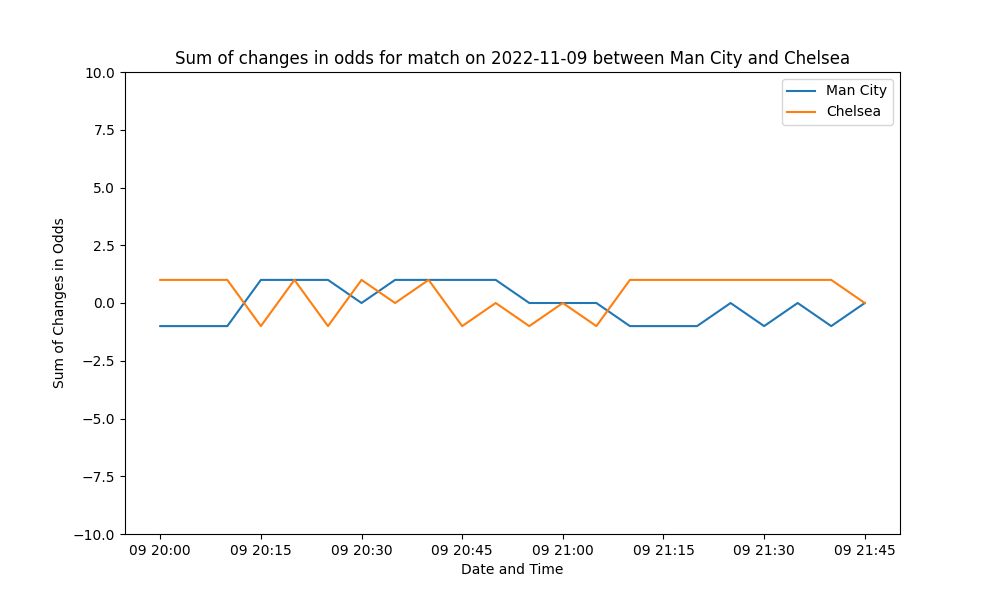 Sum of changes in odds for match on 2022-11-09 between Man City and Chelsea
Man City
Chelsea
10.0
7.5
5.0
2.5
0.0
−2.5
−5.0
−7.5
−10.0
Sum of Changes in Odds
09 20:00 09 20:15 09 20:30 09 20:45 09 21:00 09 21:15 09 21:30 09 21:45
Date and Time